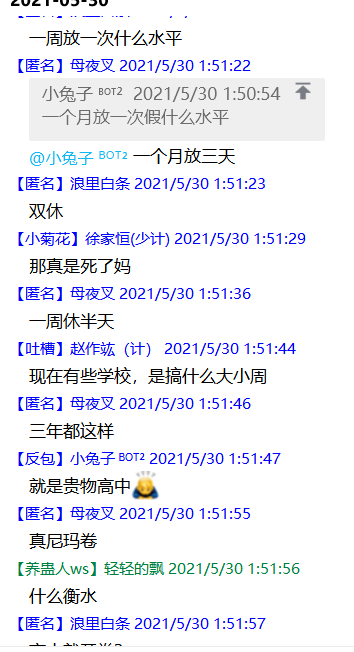 2021-05-30
一周放一次什么水平
【匿名】母夜叉 2021/5/30 1:51:22
小兔子 BOT2 2021/5/30 1:50:54
一个月放一次假什么水平
@小兔子 BOT2 一个月放三天
【匿名】浪里白条 2021/5/30 1:51:23
双休
【小菊花】徐家恒(少计) 2021/5/30 1:51:29
那真是死了妈
【匿名】母夜叉 2021/5/30 1:51:36
一周休半天
【吐槽】赵作竑（计） 2021/5/30 1:51:44
现在有些学校，是搞什么大小周
【匿名】母夜叉 2021/5/30 1:51:46
三年都这样
【反包】小兔子 BOT2 2021/5/30 1:51:47
就是贵物高中
【匿名】母夜叉 2021/5/30 1:51:55
真尼玛卷
【养蛊人ws】轻轻的飘 2021/5/30 1:51:56
什么衡水
【匿名】浪里白条 2021/5/30 1:51:57